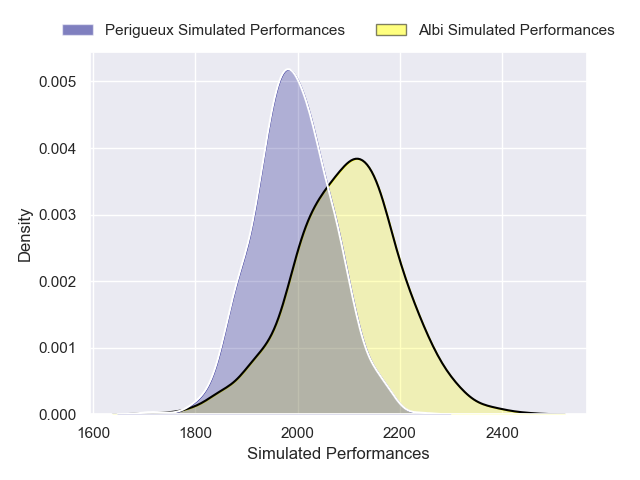 Perigueux Simulated Performances Albi Simulated Performances
0.005
0.004
0.003
0.002
0.001
0.000
Density
1600 1800 2000 2200 2400
Simulated Performances